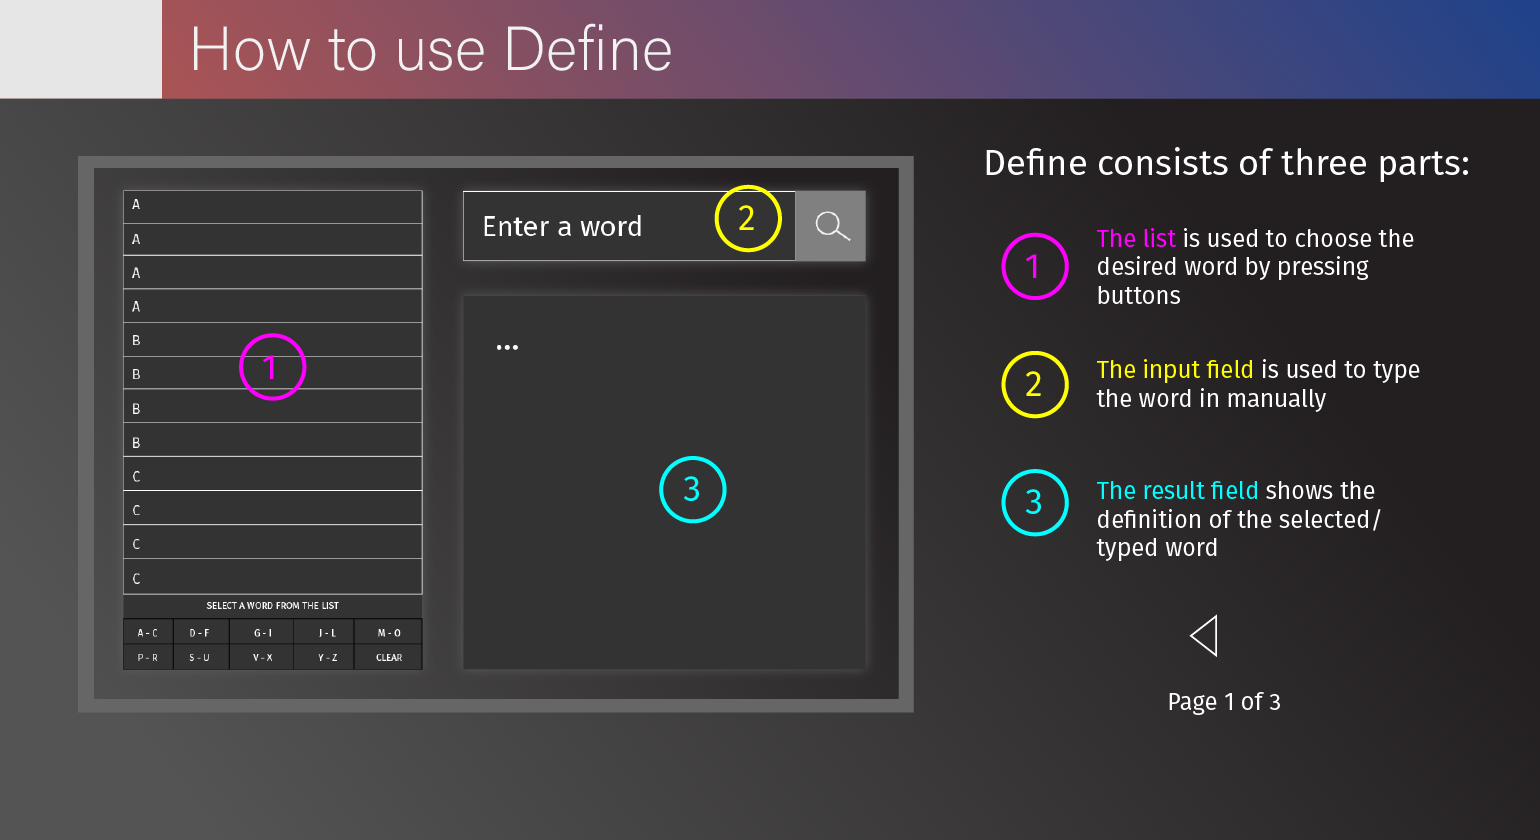 How to use Define
A
A
A
A
B
B
B
B
C
C
C
C
1
SELECT A WORD FROM THE LIST
A - C D - F G - I J - L M - O
P - R S - U V - X Y - Z CLEAR
Enter a word
2
...
3
Define consists of three parts:
1
The list is used to choose the
desired word by pressing
buttons
2
The input field is used to type
the word in manually
3
The result field shows the
definition of the selected/
typed word
Page 1 of 3